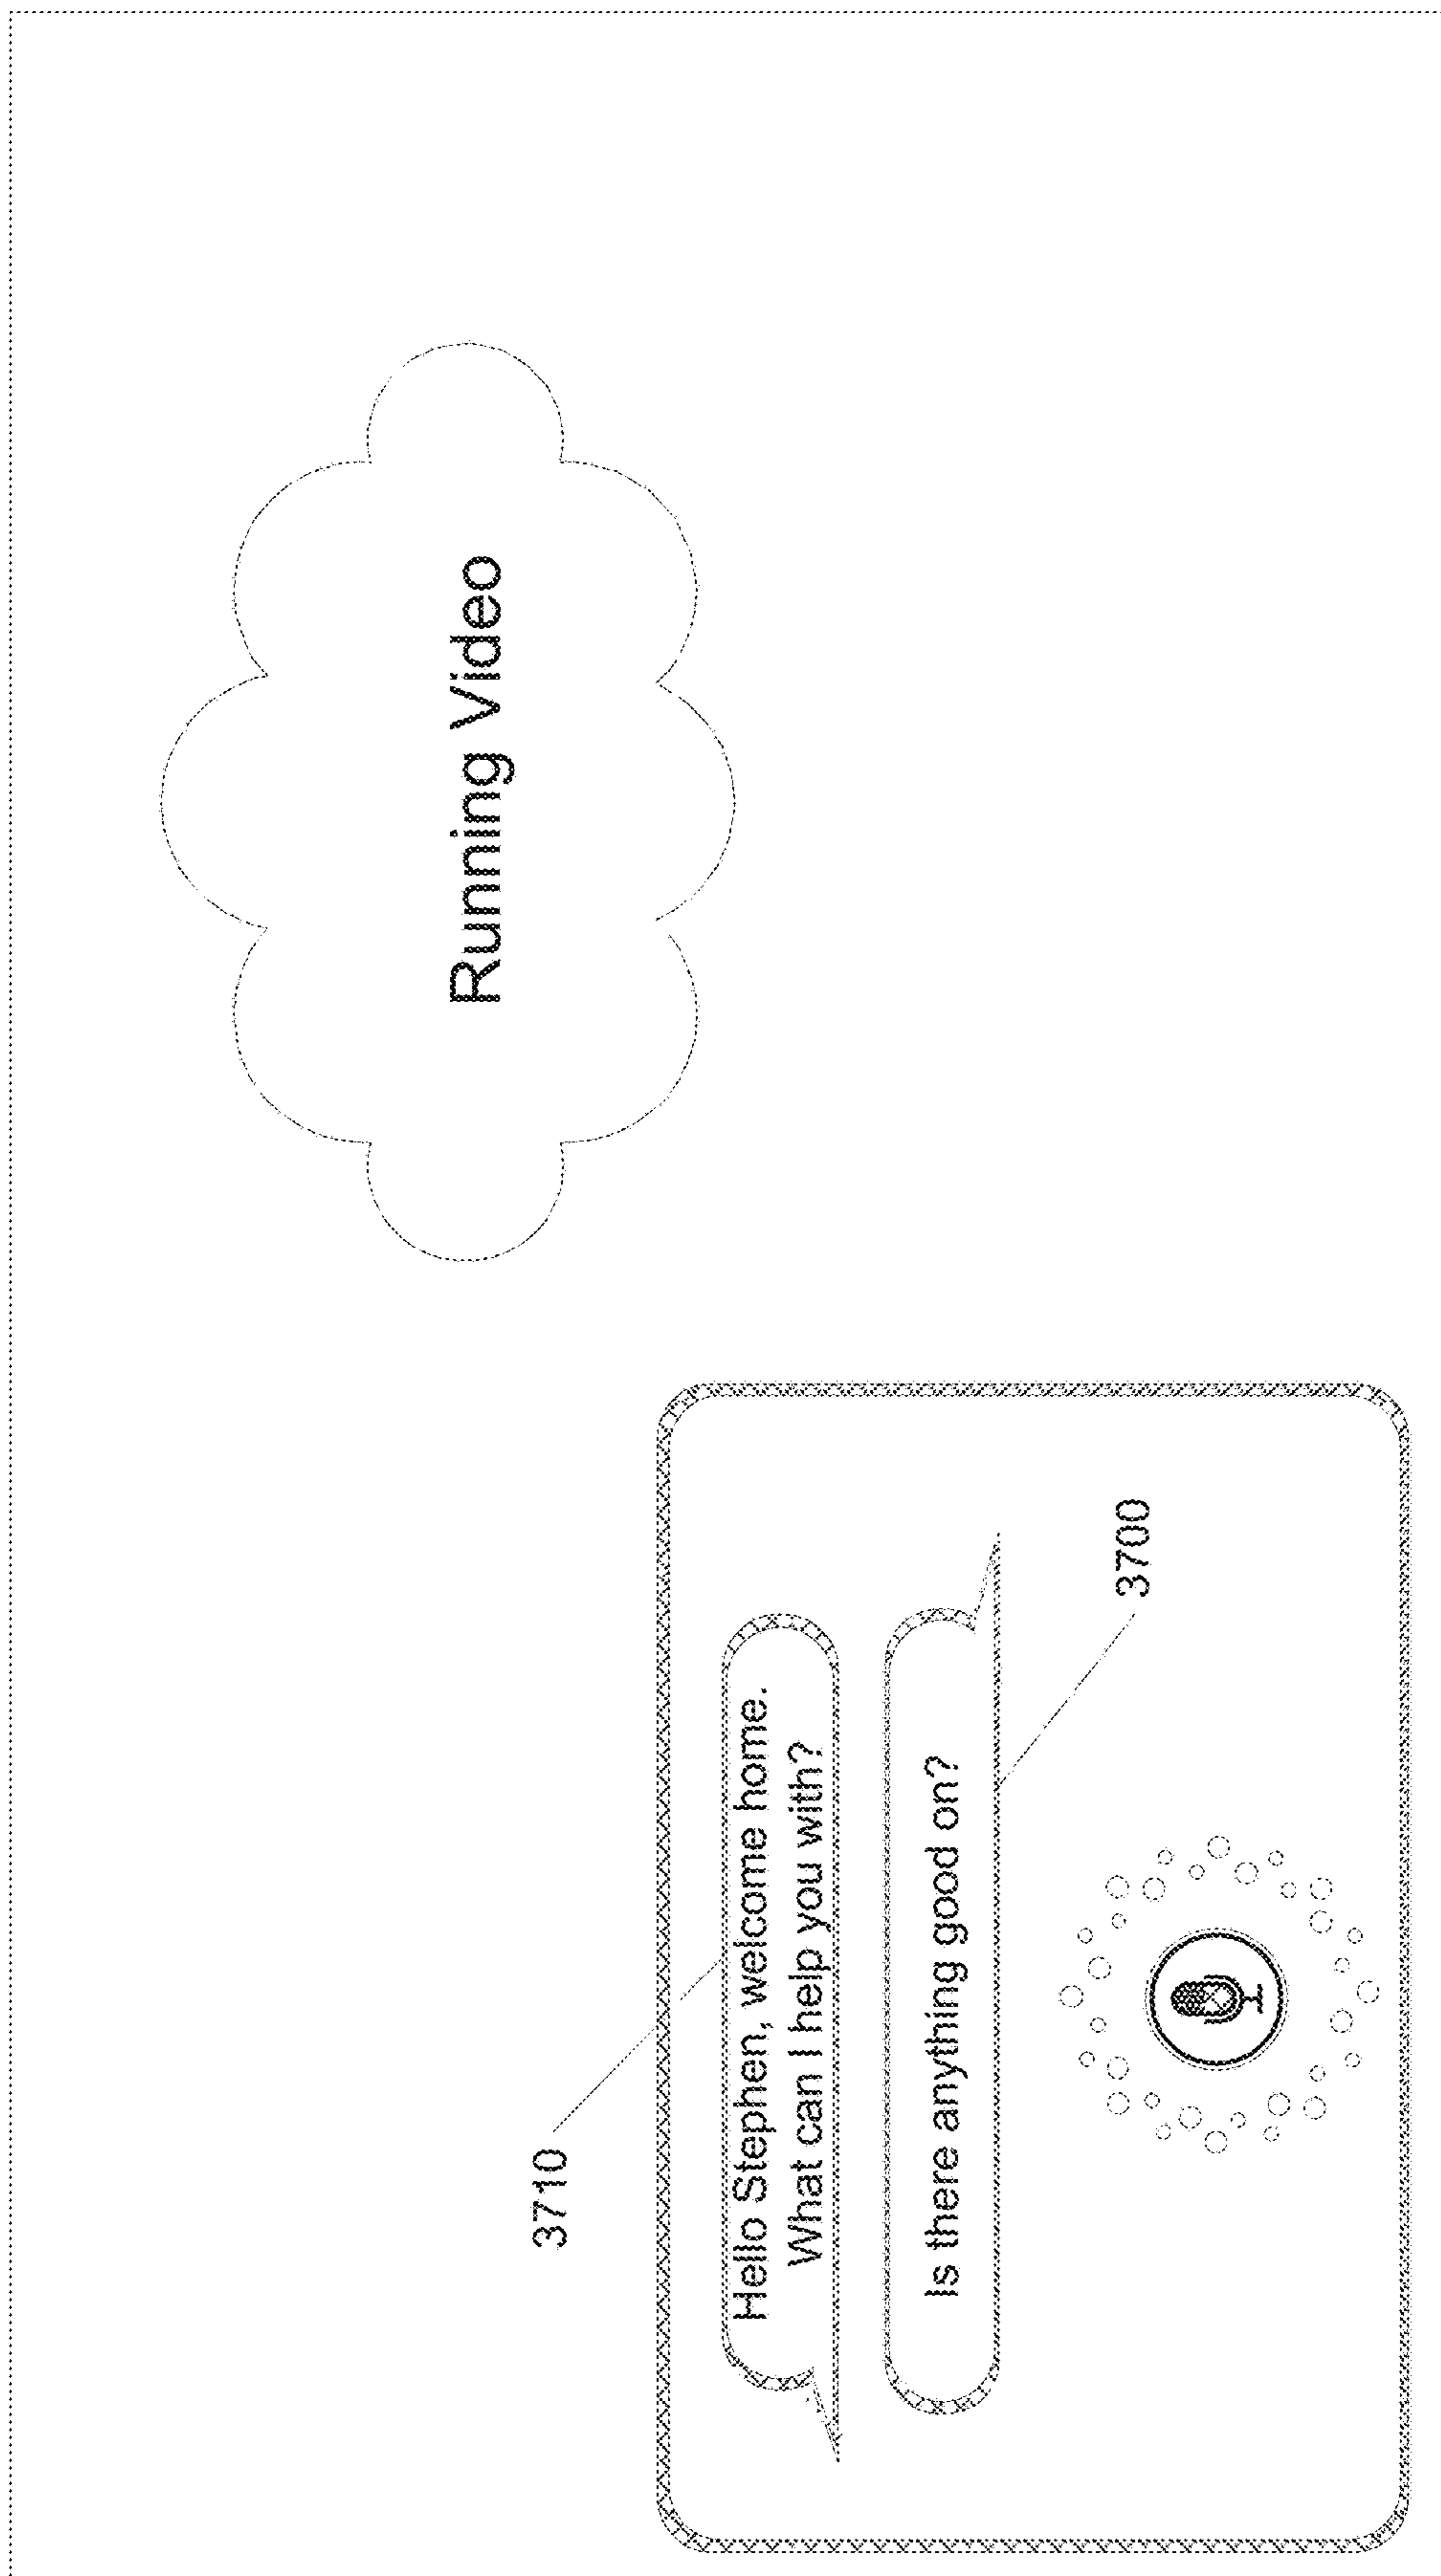 Running Video
3710
Hello Stephen, welcome home.
What can I help you with?
Is there anything good on?
3700